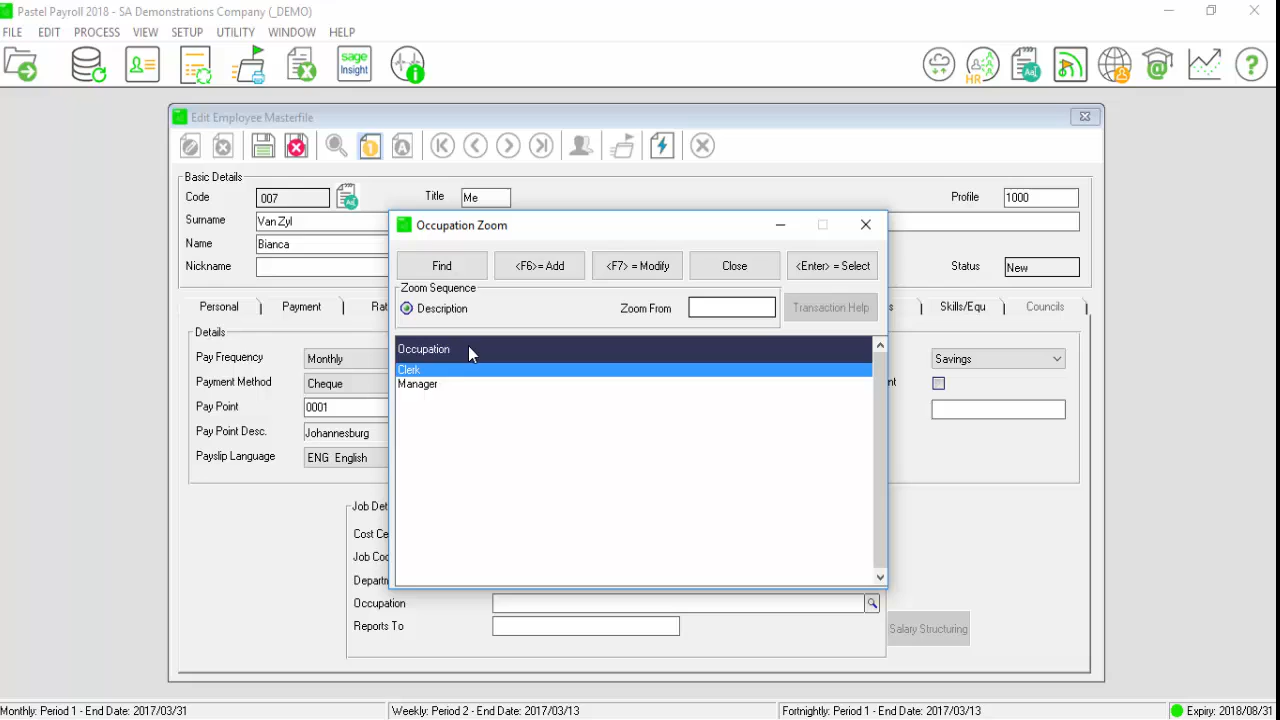 Pastel Payroll 2018 - SA Demonstrations Company (_DEMO)
FILE EDIT PROCESS VIEW SETUP UTILITY WINDOW HELP
sage Insight
HR
Edit Employee Masterfile
Basic Details
Code 007 Title Me Profile 1000
Surname Van Zyl
Name Bianca
Nickname Status New
Personal Payment Rat s Skills/Equ Councils
Details
Pay Frequency Monthly Savings
Payment Method Cheque nt
Pay Point 0001
Pay Point Desc. Johannesburg
Payslip Language ENG English
Job Det
Cost Ce
Job Coo
Departn
Occupation
Reports To
Salary Structuring
Occupation Zoom
Find <F6>= Add <F7> = Modify Close <Enter> = Select
Zoom Sequence
Description Zoom From Transaction Help
Occupation
Clerk
Manager
Monthly: Period 1 - End Date: 2017/03/31 Weekly: Period 2 - End Date: 2017/03/13 Fortnightly: Period 1 - End Date: 2017/03/13 Expiry: 2018/08/31